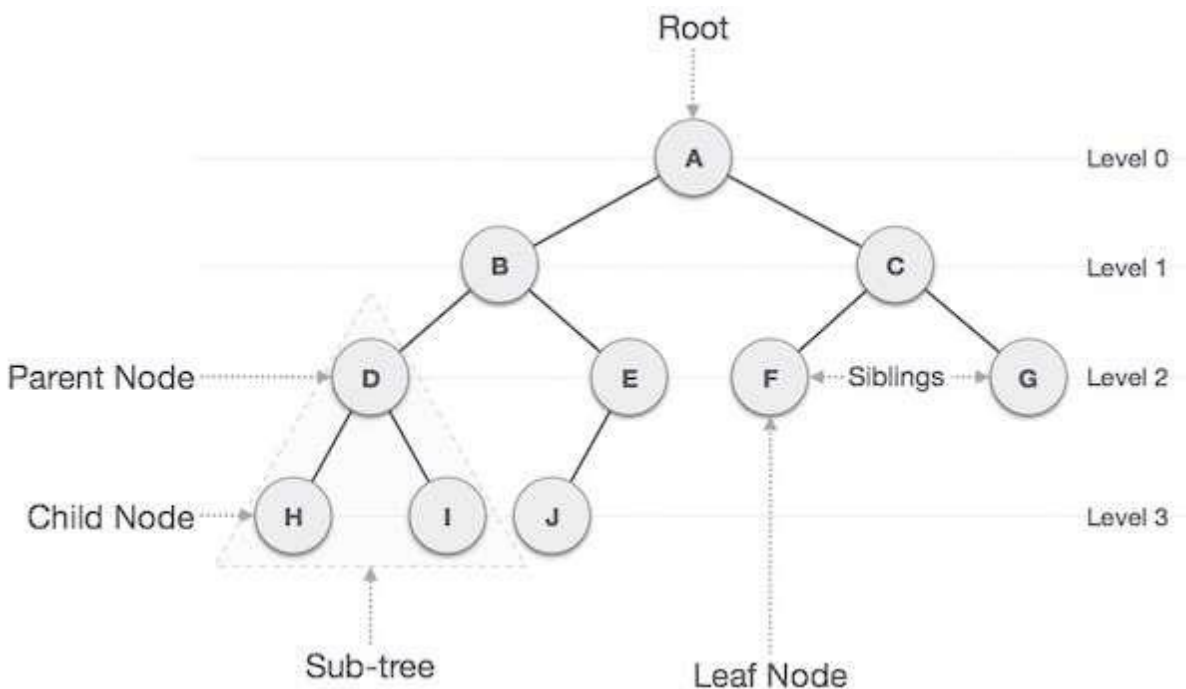 Root
A
Level 0
B
C
Level 1
Parent Node
D
E
F
Siblings
G
Level 2
Child Node
H
I
J
Level 3
Sub-tree
Leaf Node